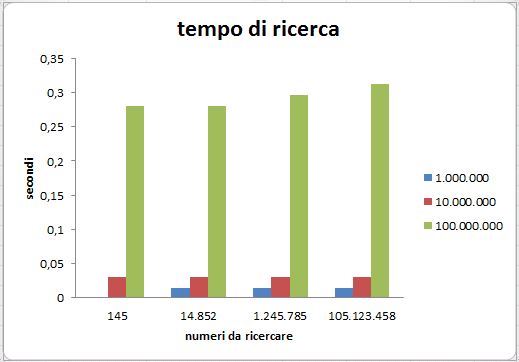 tempo di ricerca
0,35
0,3
0,25
0,2
0,15
0,1
0,05
0
secondi
145 14.852 1.245.785 105.123.458
numeri da ricercare
1.000.000
10.000.000
100.000.000